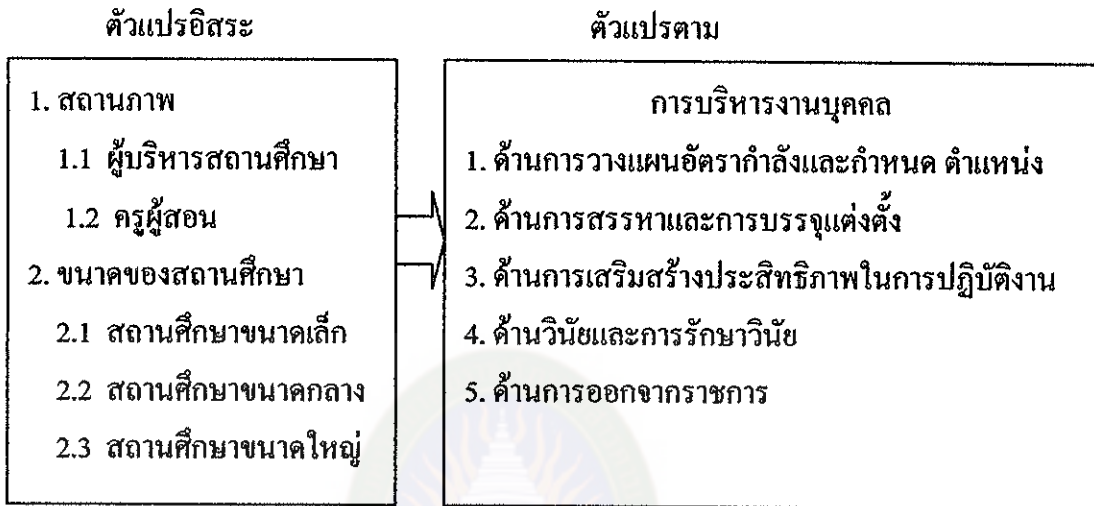 ตัวแปรอิสระ
1. สถานภาพ
1.1 ผู้บริหารสถานศึกษา
1.2 ครูผู้สอน
2. ขนาดของสถานศึกษา
2.1 สถานศึกษาขนาดเล็ก
2.2 สถานศึกษาขนาดกลาง
2.3 สถานศึกษาขนาดใหญ่
ตัวแปรตาม
การบริหารงานบุคคล
1. ด้านการวางแผนอัตรากำลังและกำหนด ตำแหน่ง
2. ด้านการสรรหาและการบรรจุแต่งตั้ง
3. ด้านการเสริมสร้างประสิทธิภาพในการปฏิบัติงาน
4. ด้านวินัยและการรักษาวินัย
5. ด้านการออกจากราชการ